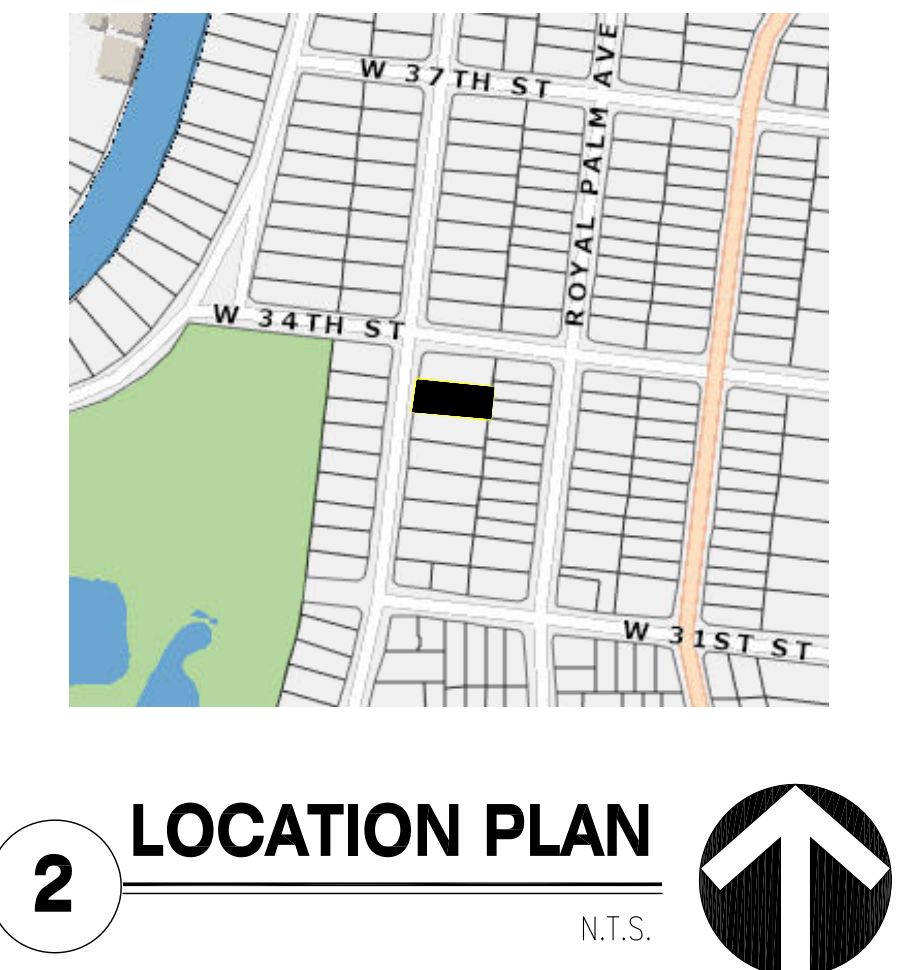 W 37TH ST
ROYAL PALM AVE
W 34TH ST
W 31ST ST
2
LOCATION PLAN
N.T.S.